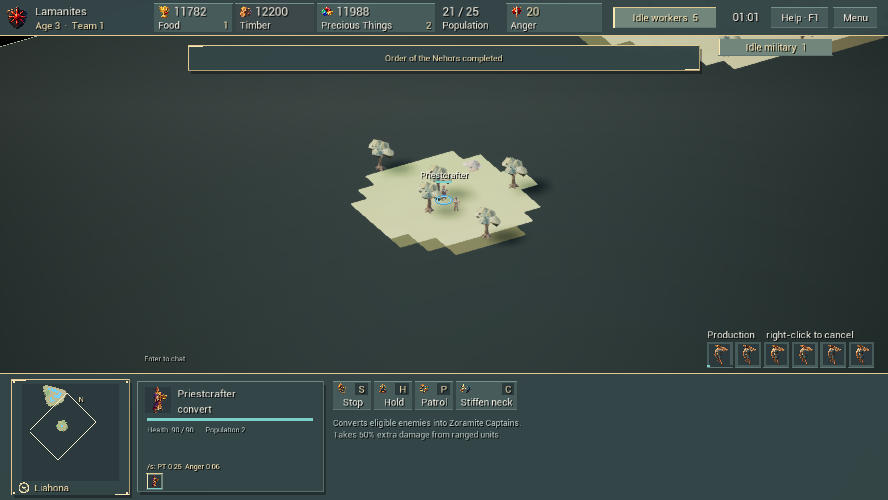 Lamanites
Age 3 · Team 1
11782
Food 1
12200
Timber
11988
Precious Things 2
21 / 25
Population
20
Anger
Idle workers 5
01:01
Help · F1
Menu
Idle military 1
Order of the Nehors completed
Priestcrafter
Production right-click to cancel
Enter to chat
N
Liahona
Priestcrafter
convert
Health 90 / 90 Population 2
/s: PT 0.25 Anger 0.06
S
Stop
H
Hold
P
Patrol
C
Stiffen neck
Converts eligible enemies into Zoramite Captains.
Takes 50% extra damage from ranged units